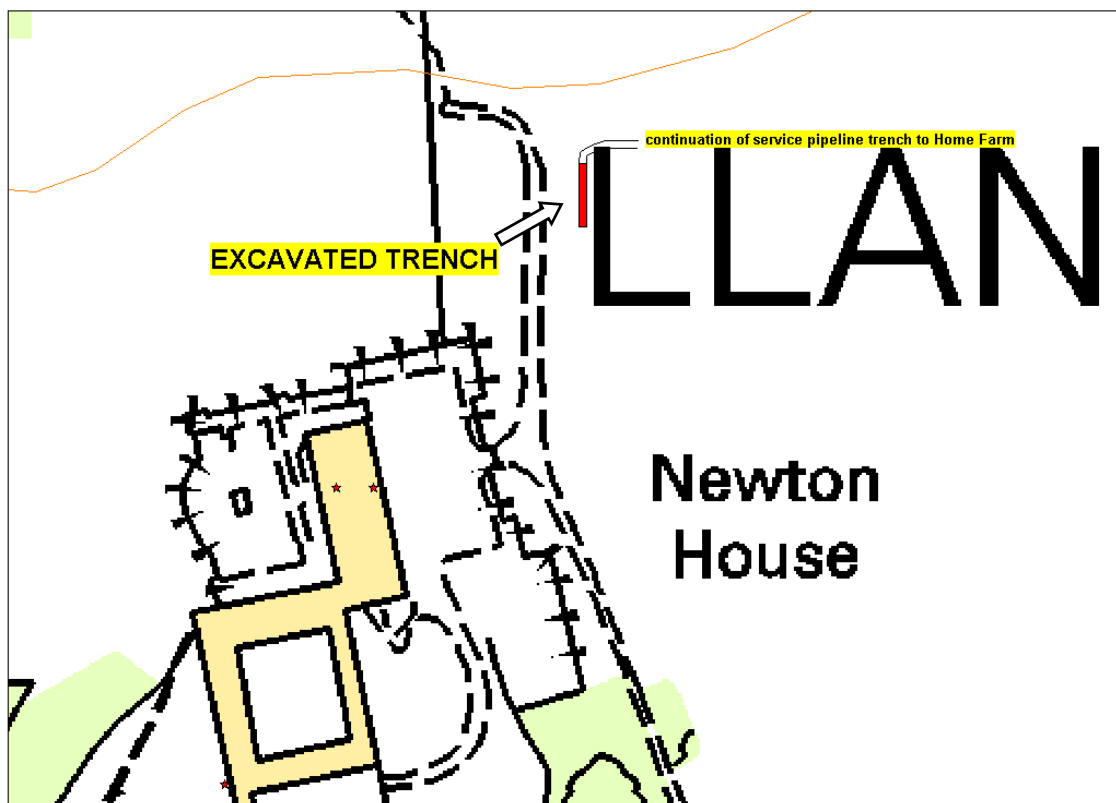 continuation of service pipeline trench to Home Farm
LLAN
EXCAVATED TRENCH
Newton
House